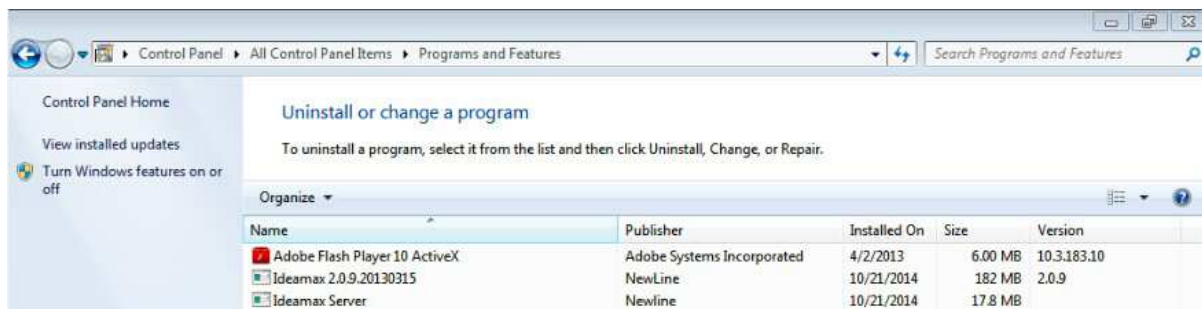 Control Panel ▸ All Control Panel Items ▸ Programs and Features
Search Programs and Features
Control Panel Home
View installed updates
Turn Windows features on or
off
Uninstall or change a program
To uninstall a program, select it from the list and then click Uninstall, Change, or Repair.
Organize
Name Publisher Installed On Size Version
Adobe Flash Player 10 ActiveX Adobe Systems Incorporated 4/2/2013 6.00 MB 10.3.183.10
Ideamax 2.0.9.20130315 NewLine 10/21/2014 182 MB 2.0.9
Ideamax Server Newline 10/21/2014 17.8 MB